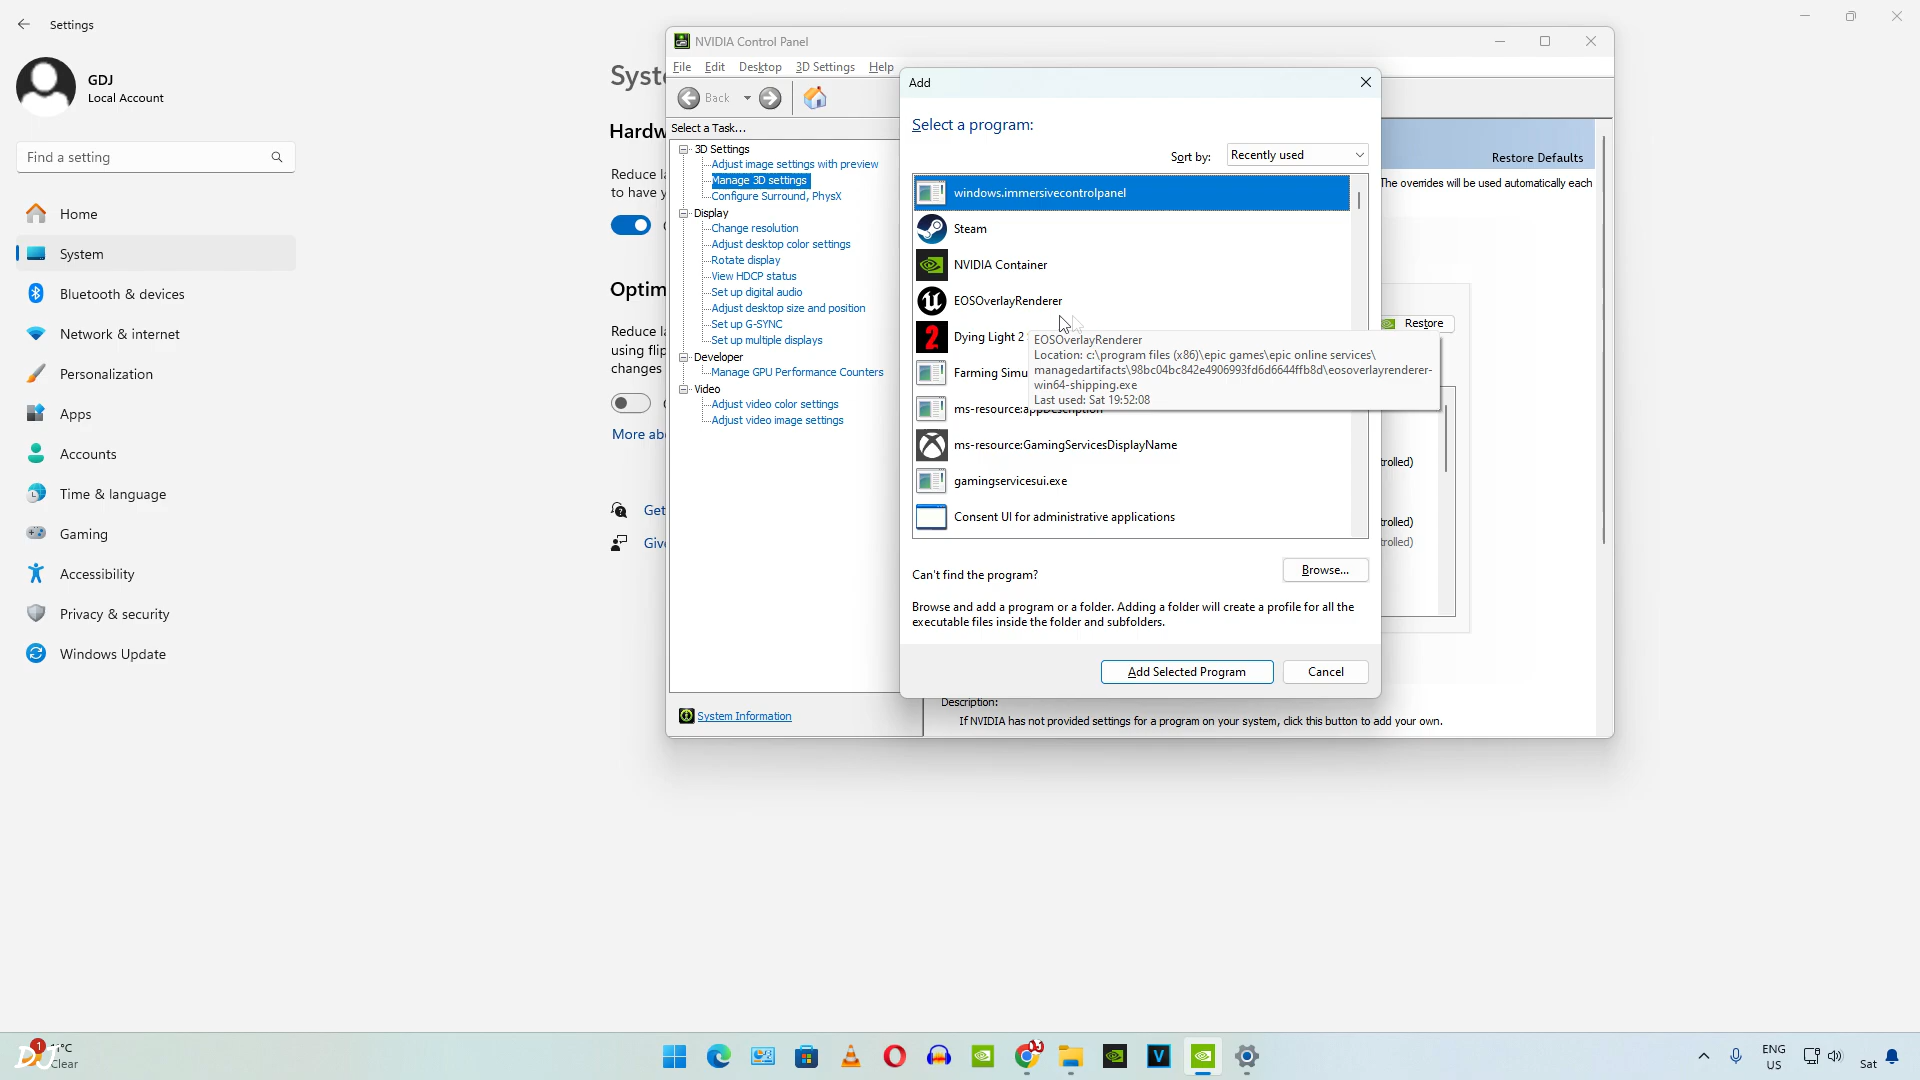 Settings
GDJ
Local Account
Find a setting
Home
System
Bluetooth & devices
Network & internet
Personalization
Apps
Accounts
Time & language
Gaming
Accessibility
Privacy & security
Windows Update
Syste
Hardw
Reduce la
to have y
Optim
Reduce la
using flip
changes
More abo
Get
Give
NVIDIA Control Panel
File Edit Desktop 3D Settings Help
Back
Select a Task...
3D Settings
Adjust image settings with preview
Manage 3D settings
Configure Surround, PhysX
Display
Change resolution
Adjust desktop color settings
Rotate display
View HDCP status
Set up digital audio
Adjust desktop size and position
Set up G-SYNC
Set up multiple displays
Developer
Manage GPU Performance Counters
Video
Adjust video color settings
Adjust video image settings
System Information
Add
Select a program:
Sort by: Recently used
windows.immersivecontrolpanel
Steam
NVIDIA Container
EOSOverlayRenderer
Dying Light 2
Farming Simu
ms-resource:appDescription
ms-resource:GamingServicesDisplayName
gamingservicesui.exe
Consent UI for administrative applications
EOSOverlayRenderer
Location: c:\program files (x86)\epic games\epic online services\
managedartifacts\98bc04bc842e4906993fd6d6644ffb8d\eosoverlayrenderer-
win64-shipping.exe
Last used: Sat 19:52:08
Can't find the program?
Browse...
Browse and add a program or a folder. Adding a folder will create a profile for all the
executable files inside the folder and subfolders.
Add Selected Program
Cancel
Restore Defaults
The overrides will be used automatically each
Restore
trolled)
trolled)
trolled)
Description:
If NVIDIA has not provided settings for a program on your system, click this button to add your own.
1
°C
Clear
ENG
US
Sat